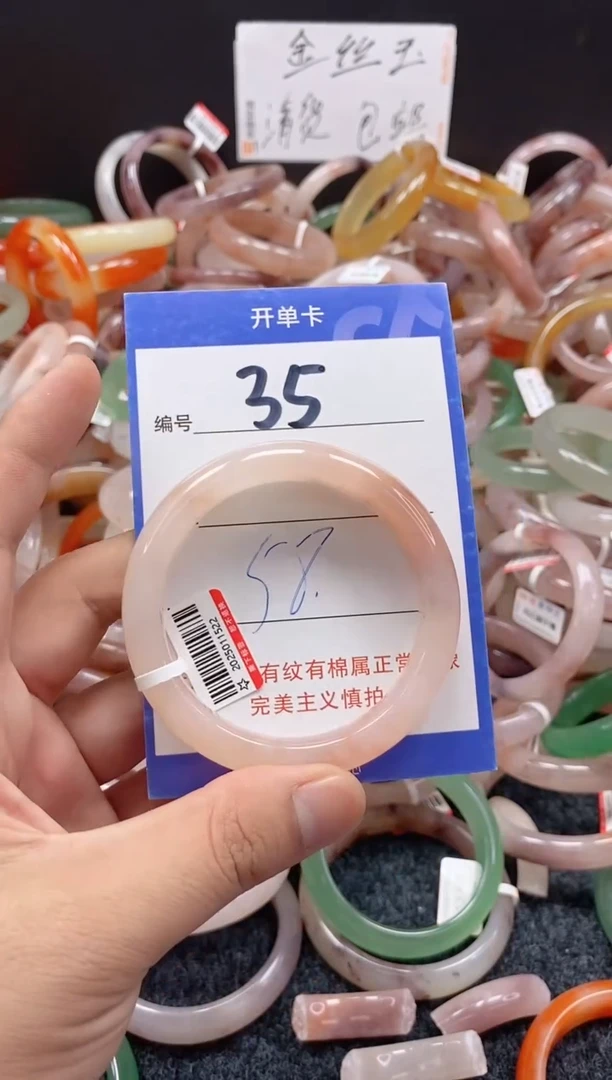 金丝玉
清货 包邮
开单卡
编号 35
58.
有纹有棉属正常
完美主义慎拍
2025011522